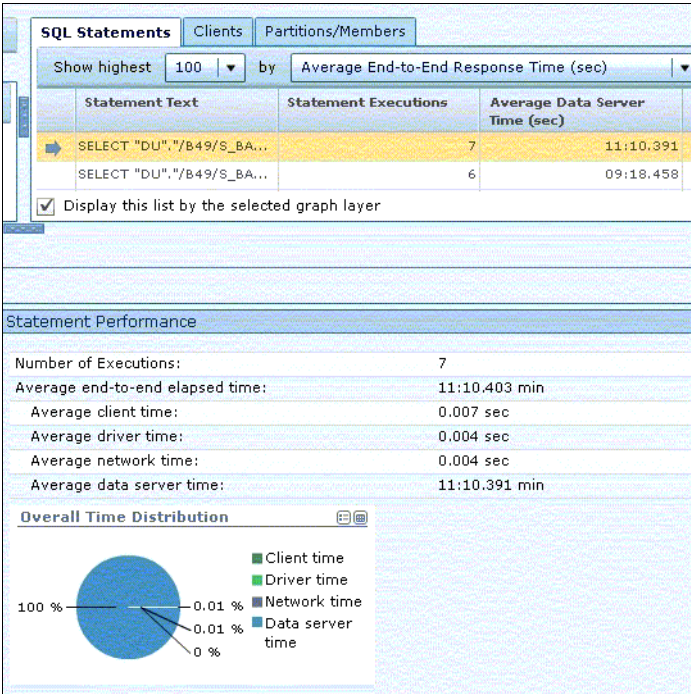 SQL Statements Clients Partitions/Members
Show highest 100 by Average End-to-End Response Time (sec)
Statement Text Statement Executions Average Data Server
Time (sec)
SELECT "DU"."/B49/S_BA... 7 11:10.391
SELECT "DU"."/B49/S_BA... 6 09:18.458
Display this list by the selected graph layer
Statement Performance
Number of Executions: 7
Average end-to-end elapsed time: 11:10.403 min
Average client time: 0.007 sec
Average driver time: 0.004 sec
Average network time: 0.004 sec
Average data server time: 11:10.391 min
Overall Time Distribution
Client time
Driver time
100 % 0.01 % Network time
0.01 % Data server
0 % time